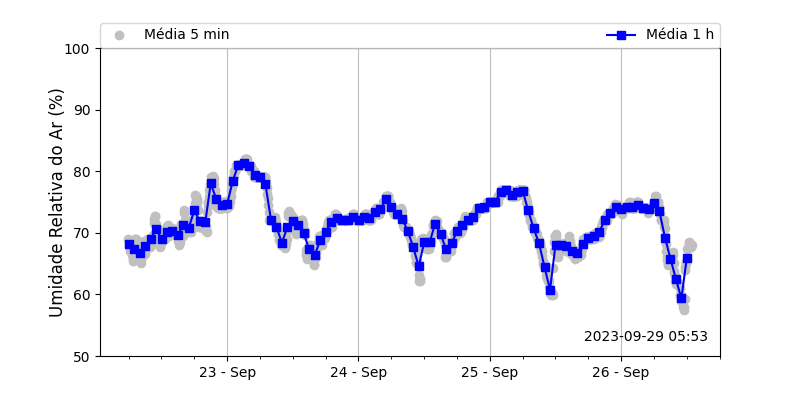 Média 5 min
Média 1 h
Umidade Relativa do Ar (%)
100
90
80
70
60
50
2023-09-29 05:53
23 - Sep
24 - Sep
25 - Sep
26 - Sep